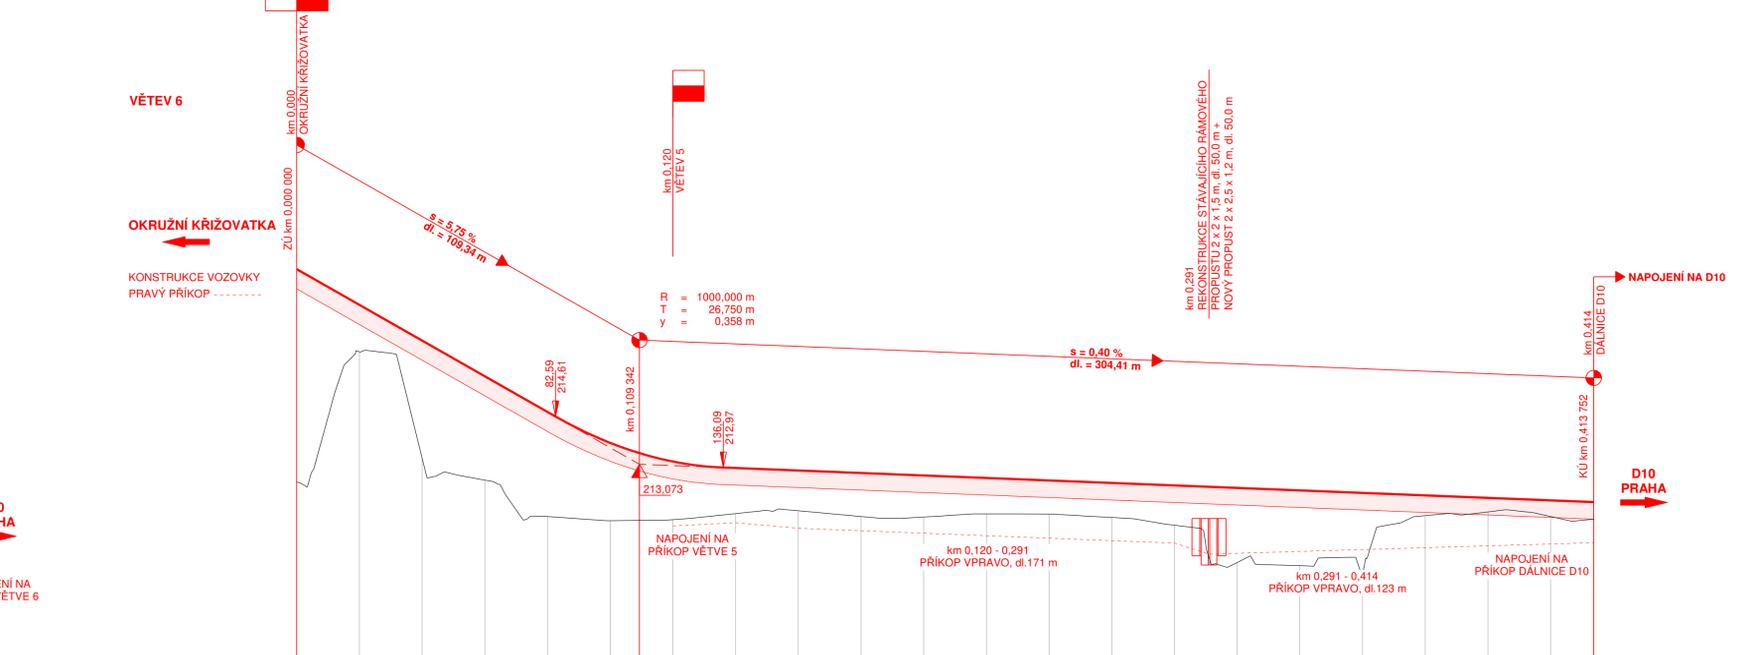 km 0,000
OKRUŽNÍ KŘIŽOVATKA
VĚTEV 6
ZÚ km 0,000 000
OKRUŽNÍ KŘIŽOVATKA
KONSTRUKCE VOZOVKY
PRAVÝ PŘÍKOP
s = 5,75 %
dl. = 109,34 m
km 0,120
VĚTEV 5
R = 1000,000 m
T = 26,750 m
y = 0,358 m
82,59
214,61
km 0,109 342
136,09
212,97
213,073
s = 0,40 %
dl. = 304,41 m
km 0,291
REKONSTRUKCE STÁVAJÍCÍHO RÁMOVÉHO
PROPUSTU 2 x 2 x 1,5 m, dl. 50,0 m +
NOVÝ PROPUST 2 x 2,5 x 1,2 m, dl. 50,0 m
NAPOJENÍ NA D10
km 0,414
DÁLNICE D10
KÚ km 0,413 752
D10
PRAHA
NAPOJENÍ NA
PŘÍKOP VĚTVE 5
km 0,120 - 0,291
PŘÍKOP VPRAVO, dl.171 m
km 0,291 - 0,414
PŘÍKOP VPRAVO, dl.123 m
NAPOJENÍ NA
PŘÍKOP DÁLNICE D10
0
HA
ENÍ NA
VĚTVE 6